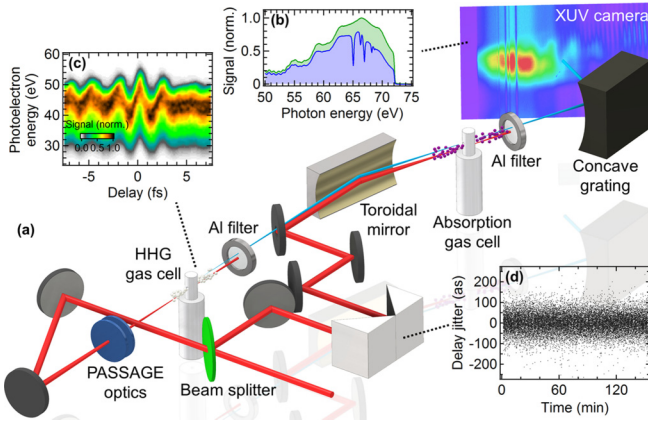 (c)
Photoelectron
energy (eV)
60
50
40
30
Signal (norm.)
0.0 0.5 1.0
-5
0
5
Delay (fs)
(b)
Signal (norm.)
1.0
0.5
0.0
50
55
60
65
70
75
Photon energy (eV)
XUV camera
Al filter
Concave
grating
Toroidal
mirror
Absorption
gas cell
(a)
HHG
gas cell
Al filter
PASSAGE
optics
Beam splitter
(d)
Delay jitter (as)
200
100
0
-100
-200
0
60
120
Time (min)